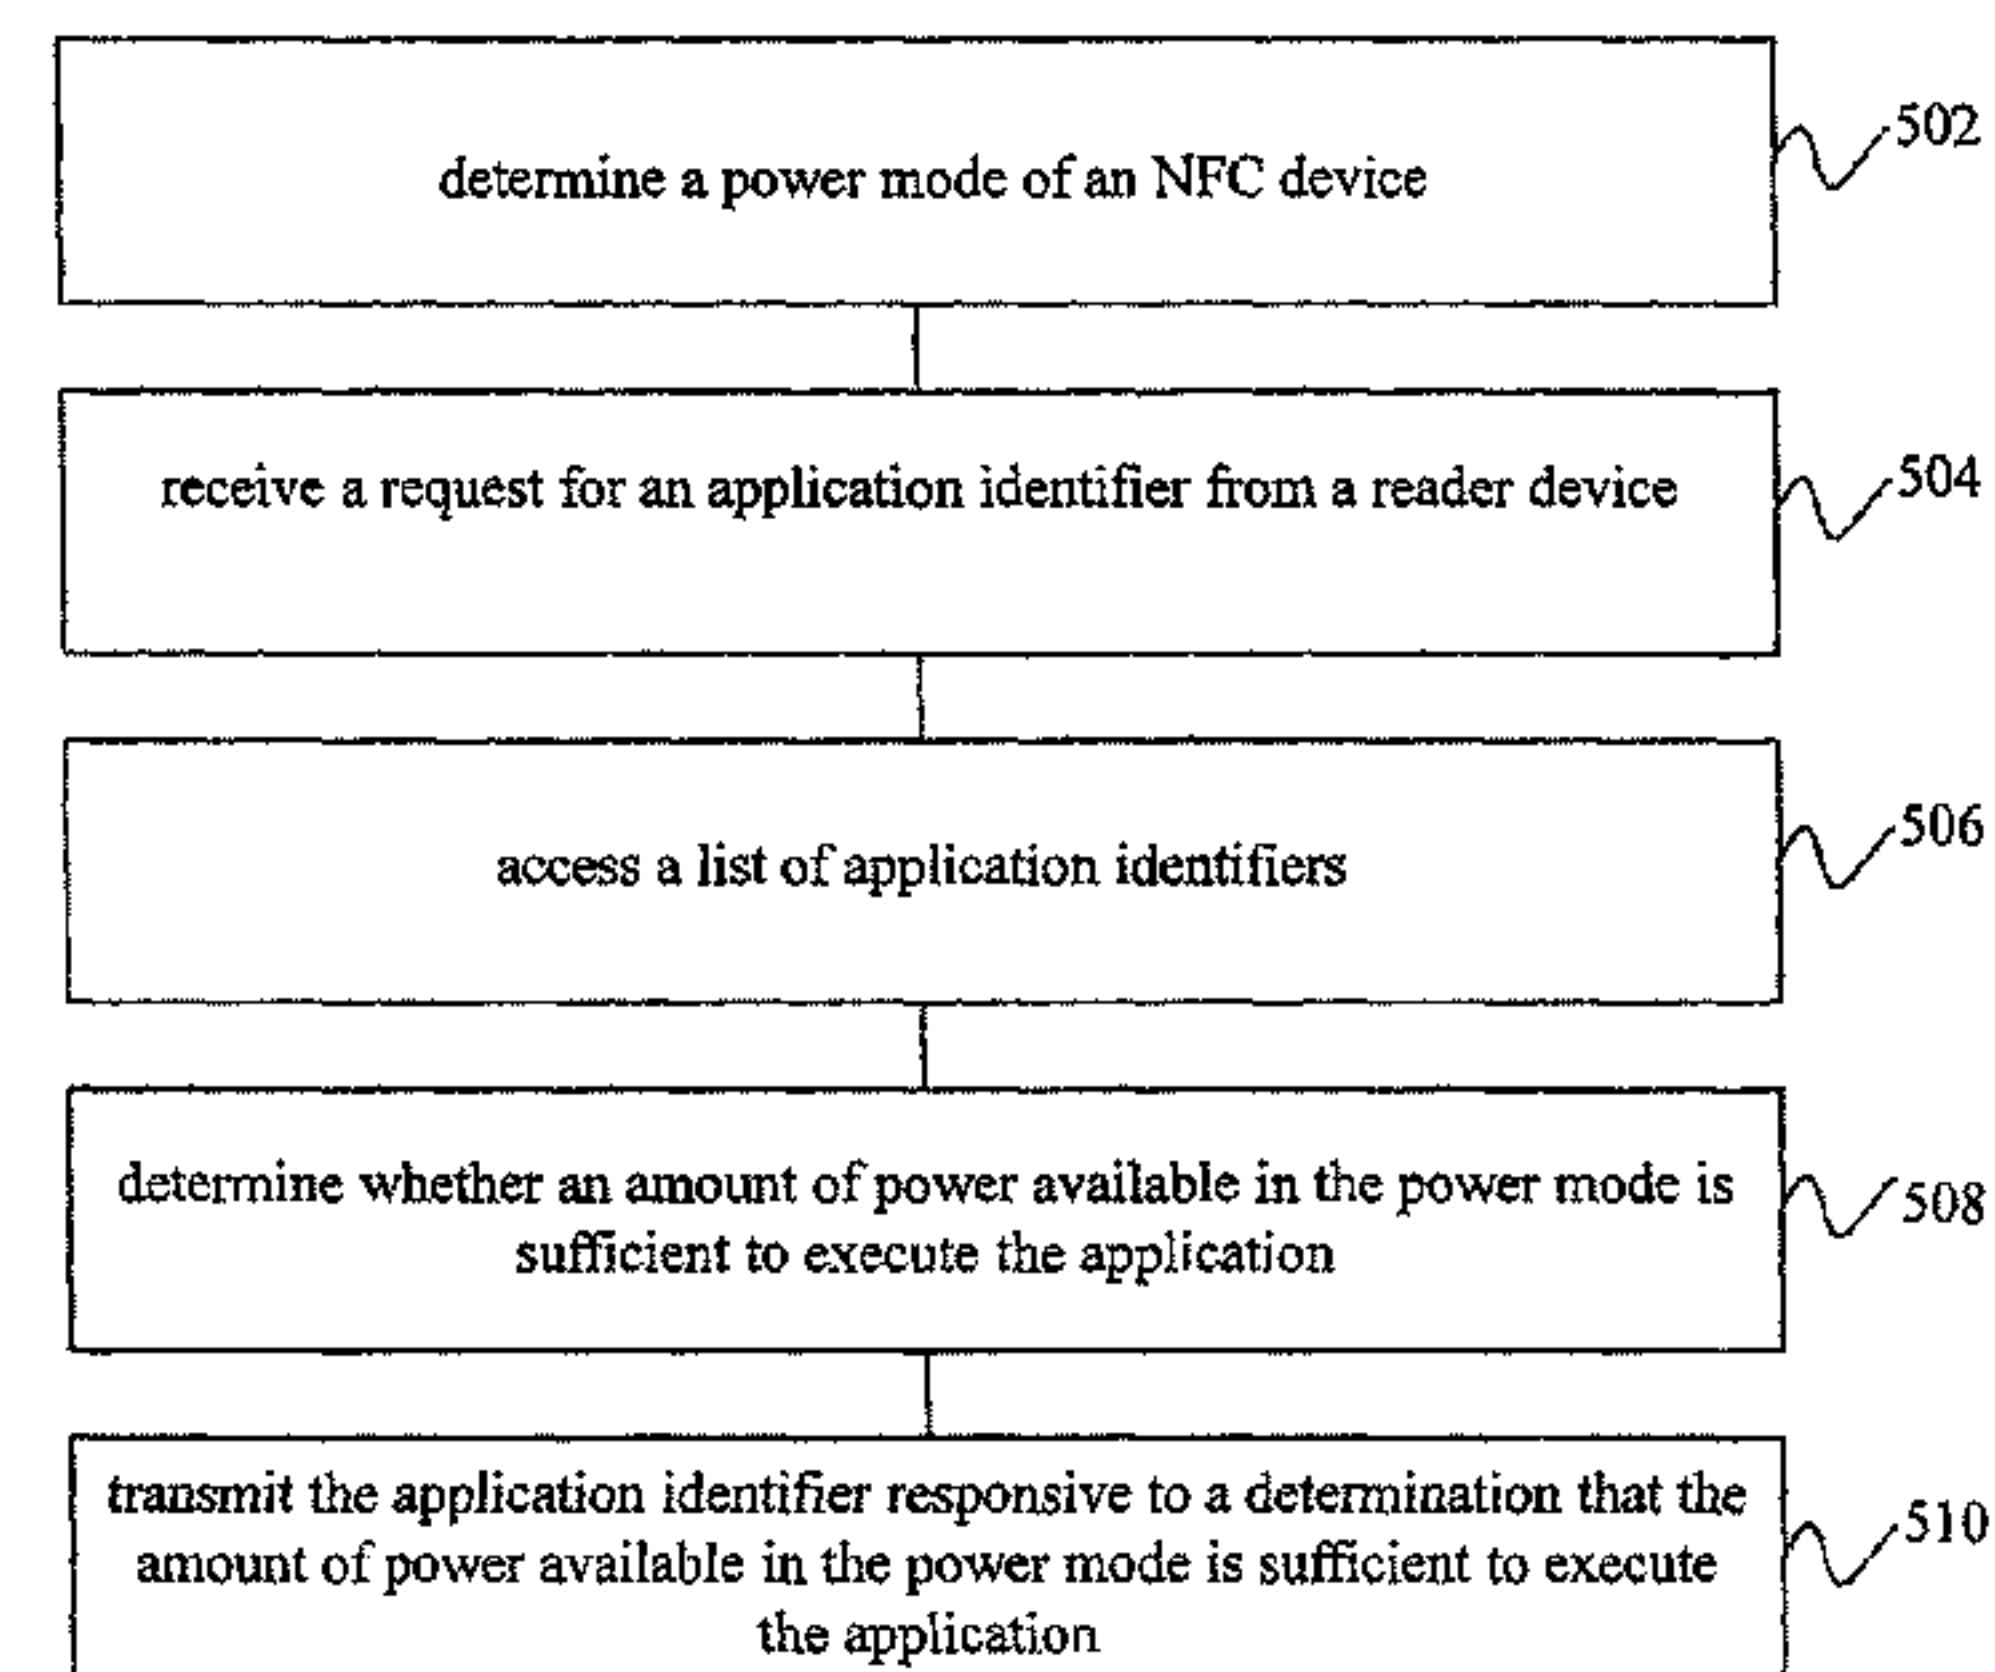 determine a power mode of an NFC device
502
receive a request for an application identifier from a reader device
504
access a list of application identifiers
506
determine whether an amount of power available in the power mode is
sufficient to execute the application
508
transmit the application identifier responsive to a determination that the
amount of power available in the power mode is sufficient to execute
the application
510